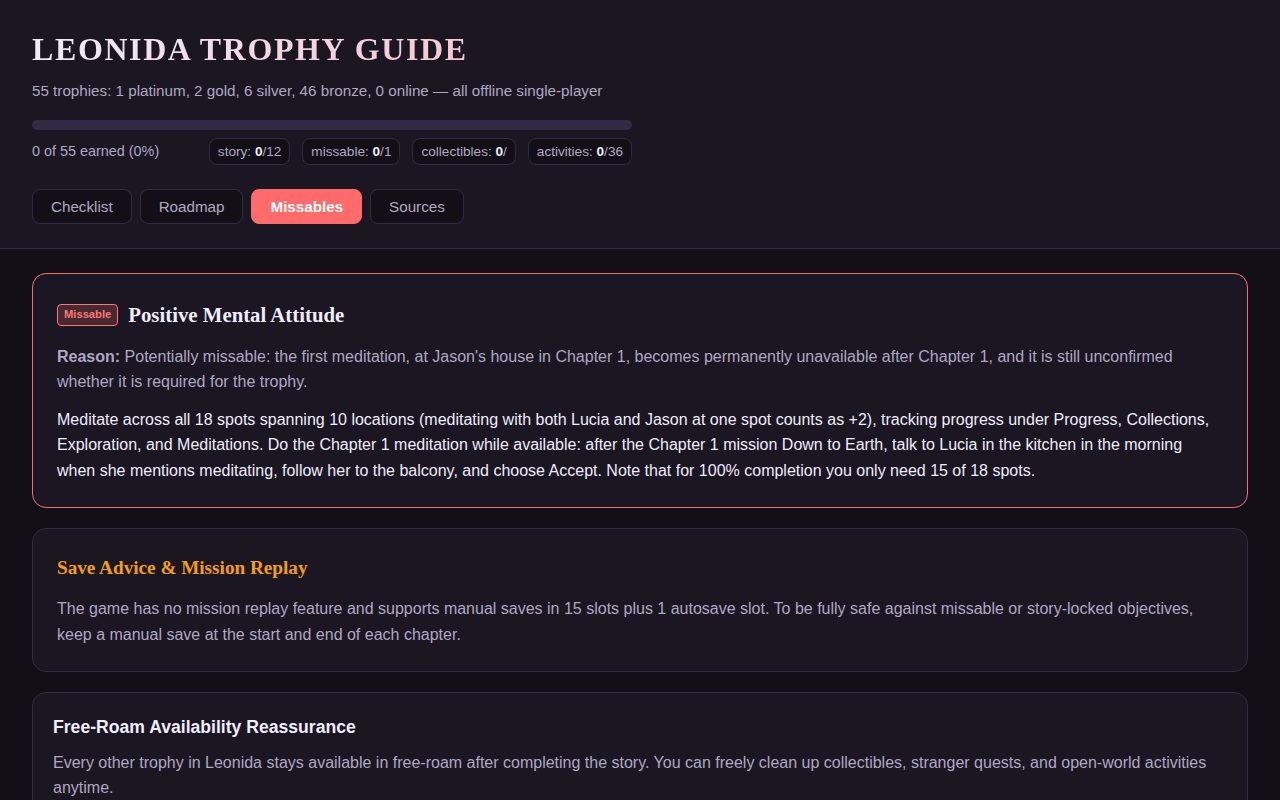 LEONIDA TROPHY GUIDE
55 trophies: 1 platinum, 2 gold, 6 silver, 46 bronze, 0 online — all offline single-player
0 of 55 earned (0%) story: 0/12 missable: 0/1 collectibles: 0/ activities: 0/36
Checklist Roadmap Missables Sources
Missable Positive Mental Attitude
Reason: Potentially missable: the first meditation, at Jason's house in Chapter 1, becomes permanently unavailable after Chapter 1, and it is still unconfirmed
whether it is required for the trophy.
Meditate across all 18 spots spanning 10 locations (meditating with both Lucia and Jason at one spot counts as +2), tracking progress under Progress, Collections,
Exploration, and Meditations. Do the Chapter 1 meditation while available: after the Chapter 1 mission Down to Earth, talk to Lucia in the kitchen in the morning
when she mentions meditating, follow her to the balcony, and choose Accept. Note that for 100% completion you only need 15 of 18 spots.
Save Advice & Mission Replay
The game has no mission replay feature and supports manual saves in 15 slots plus 1 autosave slot. To be fully safe against missable or story-locked objectives,
keep a manual save at the start and end of each chapter.
Free-Roam Availability Reassurance
Every other trophy in Leonida stays available in free-roam after completing the story. You can freely clean up collectibles, stranger quests, and open-world activities
anytime.